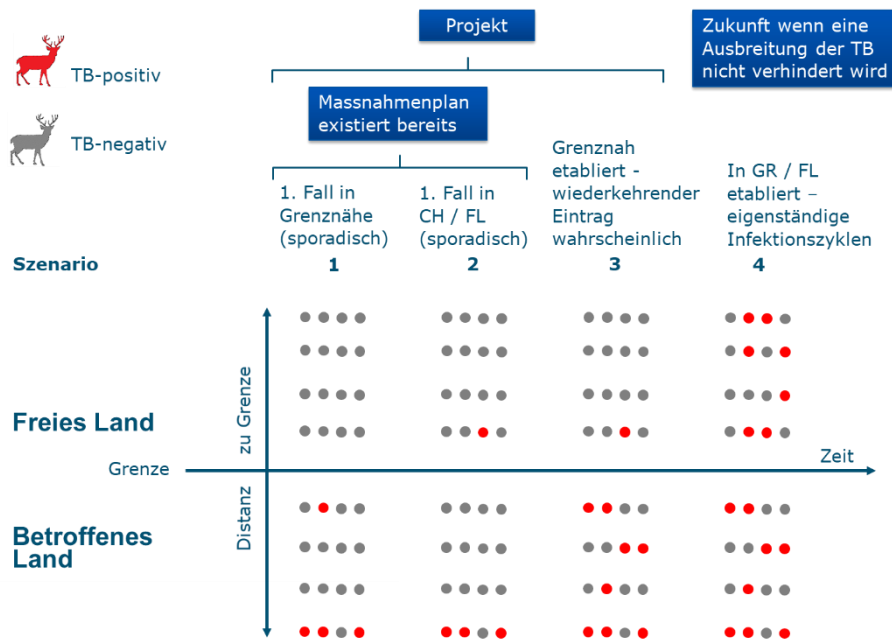 Projekt
Zukunft wenn eine
Ausbreitung der TB
nicht verhindert wird
TB-positiv
Massnahmenplan
existiert bereits
TB-negativ
1. Fall in
Grenznähe
(sporadisch)
1. Fall in
CH / FL
(sporadisch)
Grenznah
etabliert -
wiederkehrender
Eintrag
wahrscheinlich
In GR / FL
etabliert –
eigenständige
Infektionszyklen
Szenario
1
2
3
4
zu Grenze
Freies Land
Grenze
Zeit
Distanz
Betroffenes
Land